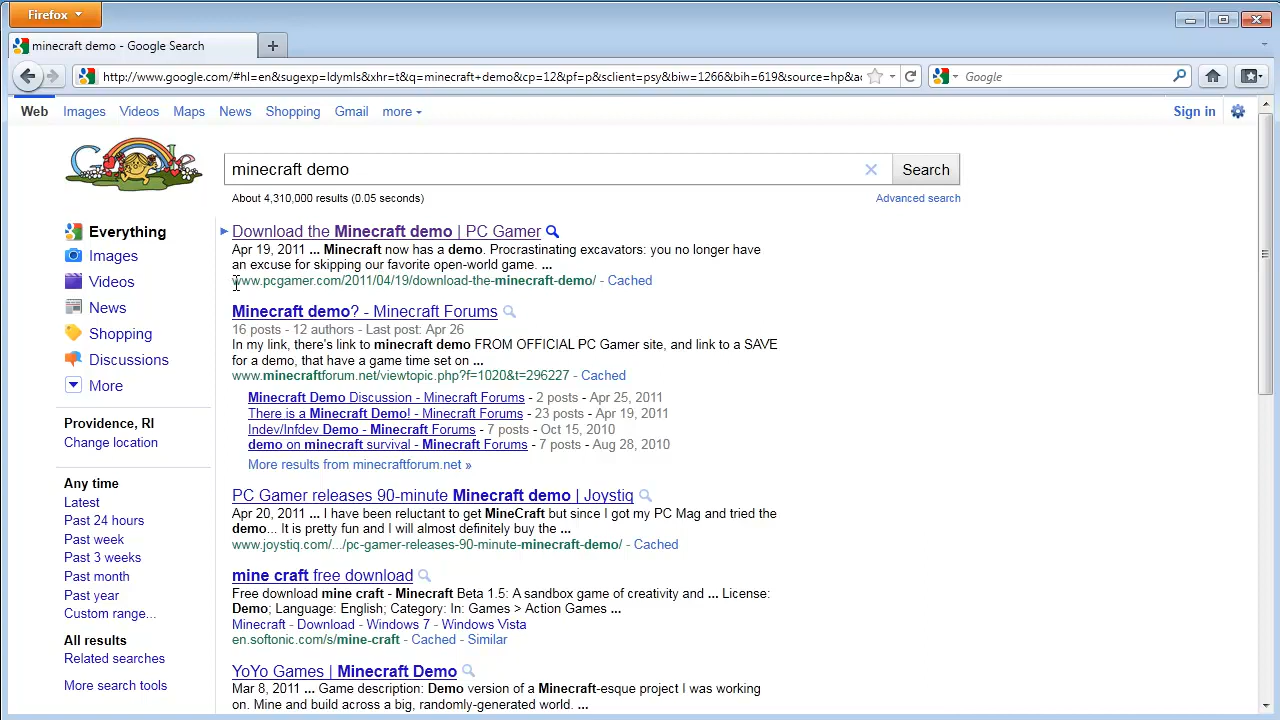 Firefox
minecraft demo - Google Search
http://www.google.com/#hl=en&sugexp=ldymls&xhr=t&q=minecraft+demo&cp=12&pf=p&sclient=psy&biw=1266&bih=619&source=hp&ac
Google
Web Images Videos Maps News Shopping Gmail more
Sign in
minecraft demo
Search
About 4,310,000 results (0.05 seconds)
Advanced search
Everything
Images
Videos
News
Shopping
Discussions
More
Providence, RI
Change location
Any time
Latest
Past 24 hours
Past week
Past 3 weeks
Past month
Past year
Custom range...
All results
Related searches
More search tools
Download the Minecraft demo | PC Gamer
Apr 19, 2011 ... Minecraft now has a demo. Procrastinating excavators: you no longer have
an excuse for skipping our favorite open-world game. ...
www.pcgamer.com/2011/04/19/download-the-minecraft-demo/ - Cached
Minecraft demo? - Minecraft Forums
16 posts - 12 authors - Last post: Apr 26
In my link, there's link to minecraft demo FROM OFFICIAL PC Gamer site, and link to a SAVE
for a demo, that have a game time set on ...
www.minecraftforum.net/viewtopic.php?f=1020&t=296227 - Cached
Minecraft Demo Discussion - Minecraft Forums - 2 posts - Apr 25, 2011
There is a Minecraft Demo! - Minecraft Forums - 23 posts - Apr 19, 2011
Indev/Infdev Demo - Minecraft Forums - 7 posts - Oct 15, 2010
demo on minecraft survival - Minecraft Forums - 7 posts - Aug 28, 2010
More results from minecraftforum.net »
PC Gamer releases 90-minute Minecraft demo | Joystiq
Apr 20, 2011 ... I have been reluctant to get MineCraft but since I got my PC Mag and tried the
demo... It is pretty fun and I will almost definitely buy the ...
www.joystiq.com/.../pc-gamer-releases-90-minute-minecraft-demo/ - Cached
mine craft free download
Free download mine craft - Minecraft Beta 1.5: A sandbox game of creativity and ... License:
Demo; Language: English; Category: In: Games > Action Games ...
Minecraft - Download - Windows 7 - Windows Vista
en.softonic.com/s/mine-craft - Cached - Similar
YoYo Games | Minecraft Demo
Mar 8, 2011 ... Game description: Demo version of a Minecraft-esque project I was working
on. Mine and build across a big, randomly-generated world. ...